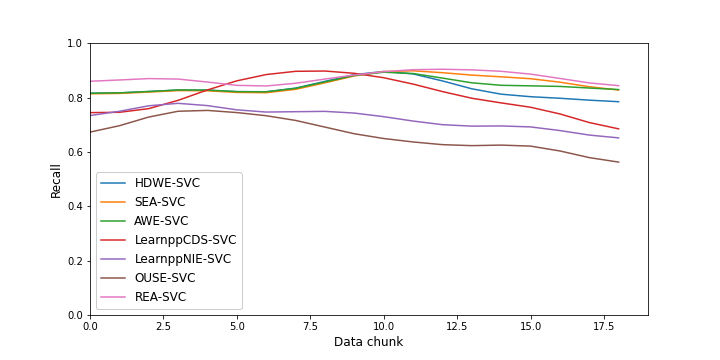 1.0
0.8
0.6
0.4
0.2
0.0
Recall
HDWE-SVC
SEA-SVC
AWE-SVC
LearnppCDS-SVC
LearnppNIE-SVC
OUSE-SVC
REA-SVC
0.0 2.5 5.0 7.5 10.0 12.5 15.0 17.5
Data chunk